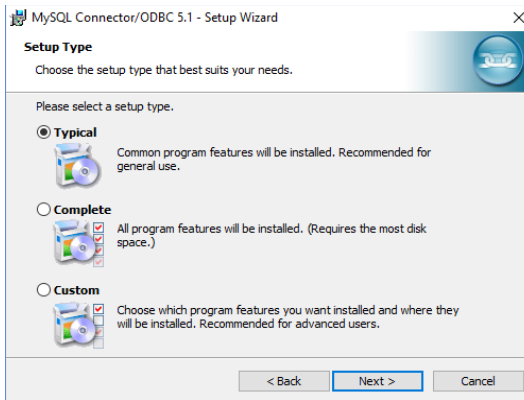 MySQL Connector/ODBC 5.1 - Setup Wizard
Setup Type
Choose the setup type that best suits your needs.
Please select a setup type.
Typical
Common program features will be installed. Recommended for
general use.
Complete
All program features will be installed. (Requires the most disk
space.)
Custom
Choose which program features you want installed and where they
will be installed. Recommended for advanced users.
< Back Next > Cancel